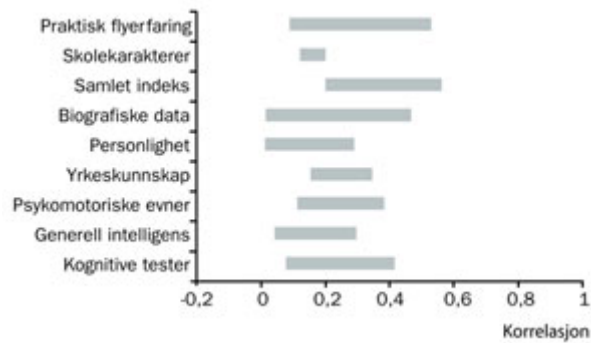 Praktisk flyerfaring
Skolekarakterer
Samlet indeks
Biografiske data
Personlighet
Yrkeskunnskap
Psykomotoriske evner
Generell intelligens
Kognitive tester
-0,2 0 0,2 0,4 0,6 0,8 1
Korrelasjon